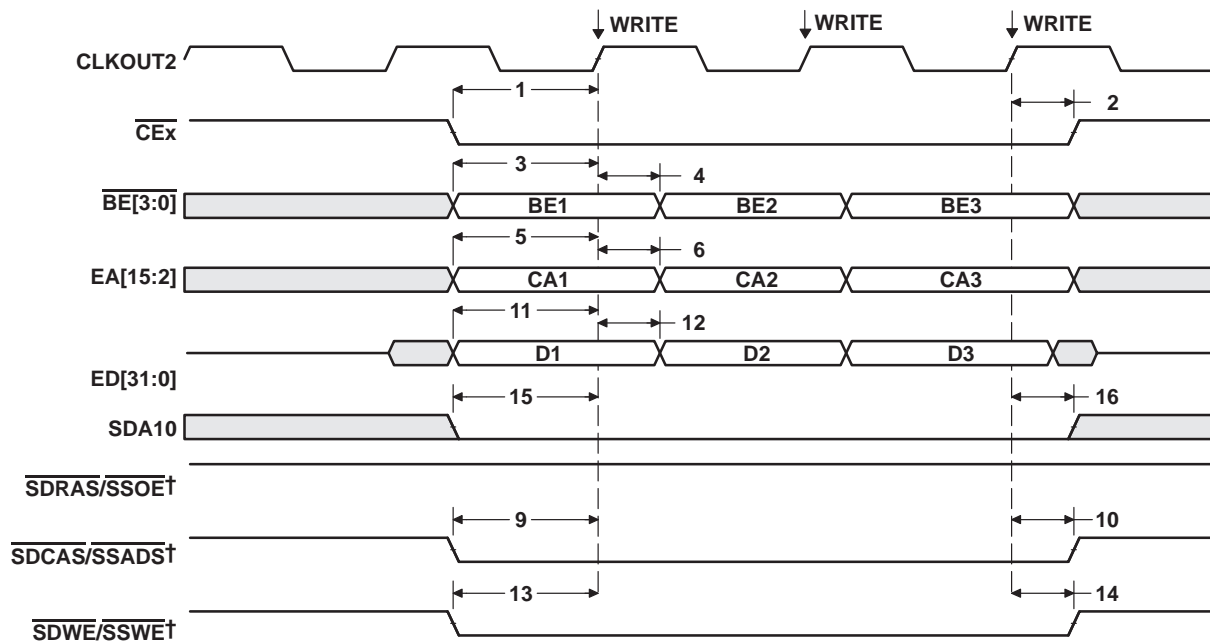 WRITE WRITE WRITE
CLKOUT2
1 2
CEx
3 4
BE[3:0] BE1 BE2 BE3
5 6
EA[15:2] CA1 CA2 CA3
11 12
D1 D2 D3
ED[31:0]
15 16
SDA10
SDRAS/SSOE†
9 10
SDCAS/SSADS†
13 14
SDWE/SSWE†